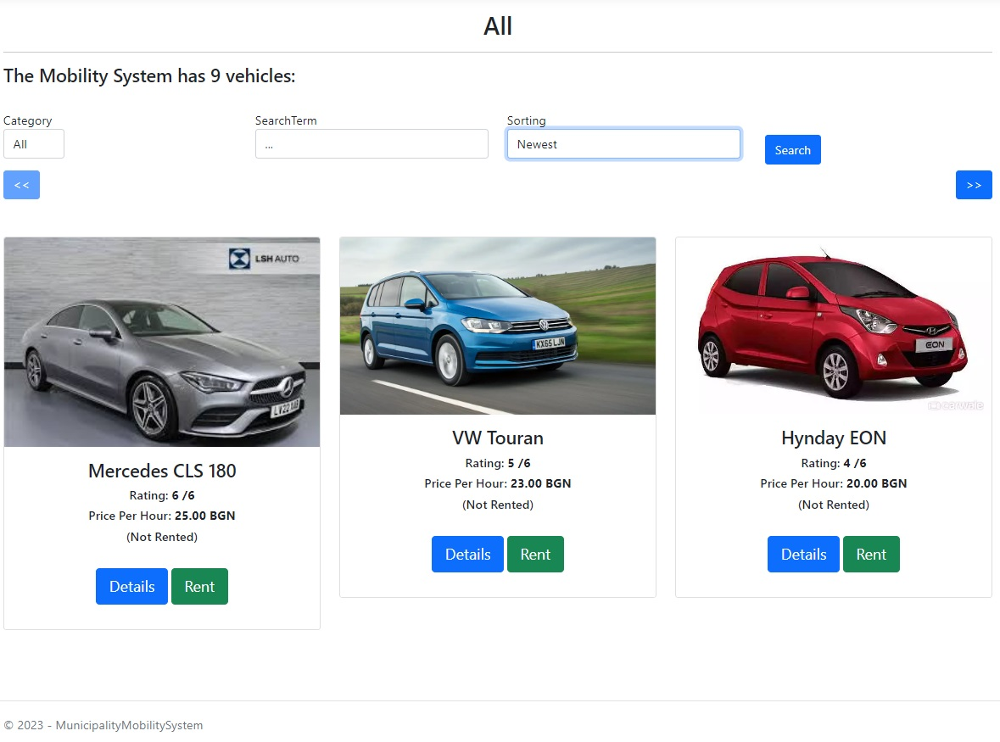 All
The Mobility System has 9 vehicles:
Category
SearchTerm
Sorting
All
...
Newest
Search
<<
>>
LSH AUTO
LV22
KX65 LJN
EON
carwale
Mercedes CLS 180
Rating: 6 /6
Price Per Hour: 25.00 BGN
(Not Rented)
Details
Rent
VW Touran
Rating: 5 /6
Price Per Hour: 23.00 BGN
(Not Rented)
Details
Rent
Hynday EON
Rating: 4 /6
Price Per Hour: 20.00 BGN
(Not Rented)
Details
Rent
© 2023 - MunicipalityMobilitySystem